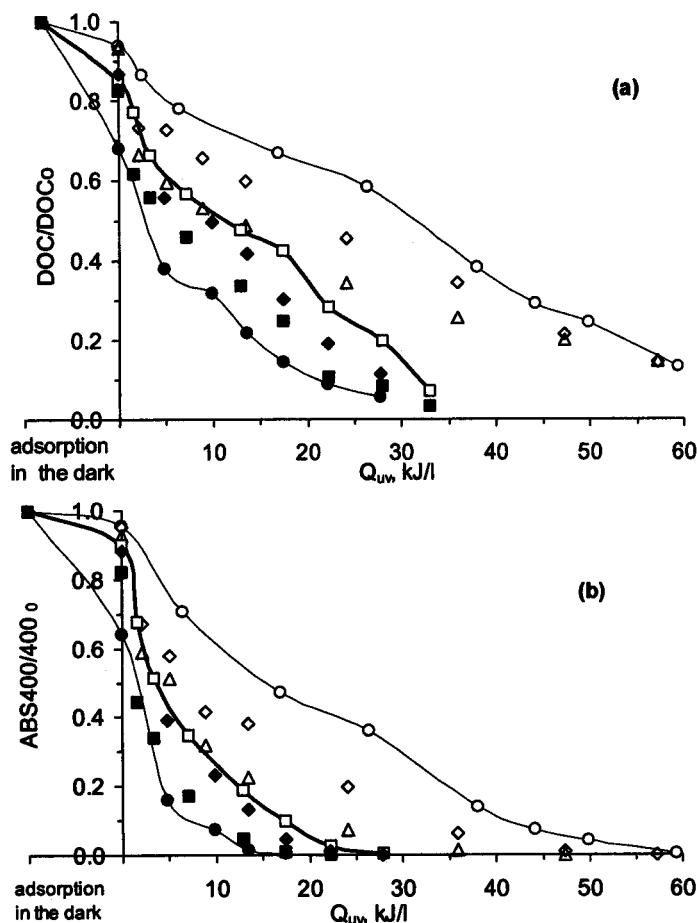 (a)
DOC/DOCo
1.0
0.8
0.6
0.4
0.2
0.0
10
20
30
40
50
60
adsorption
in the dark
Quv, kJ/l
(b)
ABS400/400 o
1.0
0.8
0.6
0.4
0.2
0.0
10
20
30
40
50
60
adsorption
in the dark
Quv, kJ/l